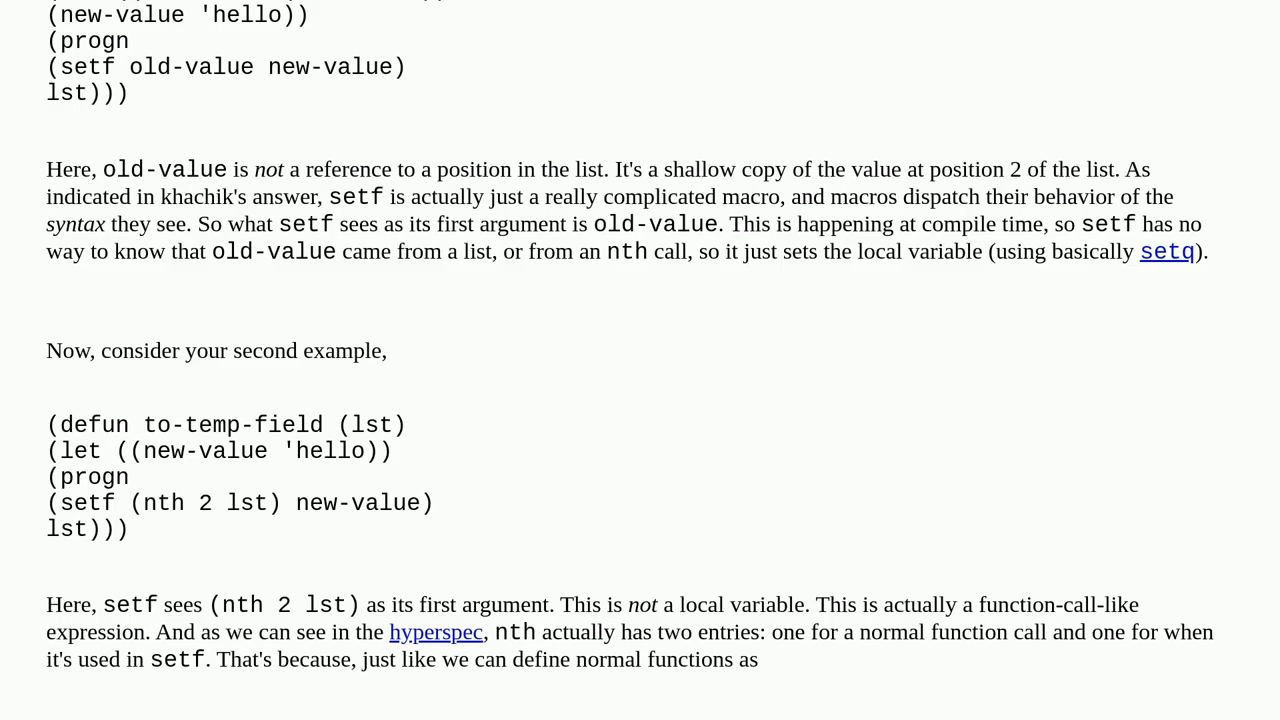 (new-value 'hello))
(progn
(setf old-value new-value)
lst)))
Here, old-value is not a reference to a position in the list. It's a shallow copy of the value at position 2 of the list. As
indicated in khachik's answer, setf is actually just a really complicated macro, and macros dispatch their behavior of the
syntax they see. So what setf sees as its first argument is old-value. This is happening at compile time, so setf has no
way to know that old-value came from a list, or from an nth call, so it just sets the local variable (using basically setq).
Now, consider your second example,
(defun to-temp-field (lst)
(let ((new-value 'hello))
(progn
(setf (nth 2 lst) new-value)
lst)))
Here, setf sees (nth 2 lst) as its first argument. This is not a local variable. This is actually a function-call-like
expression. And as we can see in the hyperspec, nth actually has two entries: one for a normal function call and one for when
it's used in setf. That's because, just like we can define normal functions as